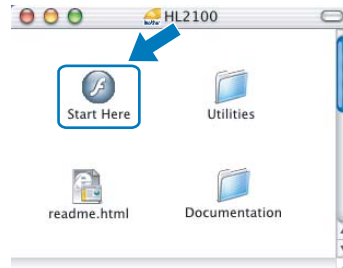 HL2100
Start Here
Utilities
readme.html
Documentation